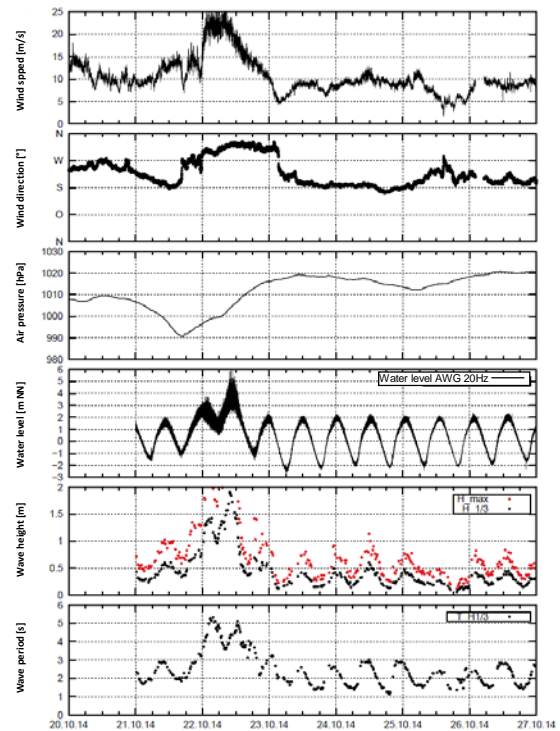 Wind speed [m/s]
25
20
15
10
5
0
Wind direction [°]
N
W
S
O
N
Air pressure [hPa]
1030
1020
1010
1000
990
980
Water level [m NN]
6
5
4
3
2
1
0
-1
-2
-3
Water level AWG 20Hz
Wave height [m]
2
1.5
1
0.5
0
H_max
H_1/3
Wave period [s]
6
5
4
3
2
1
0
T_H1/3
20.10.14 21.10.14 22.10.14 23.10.14 24.10.14 25.10.14 26.10.14 27.10.14